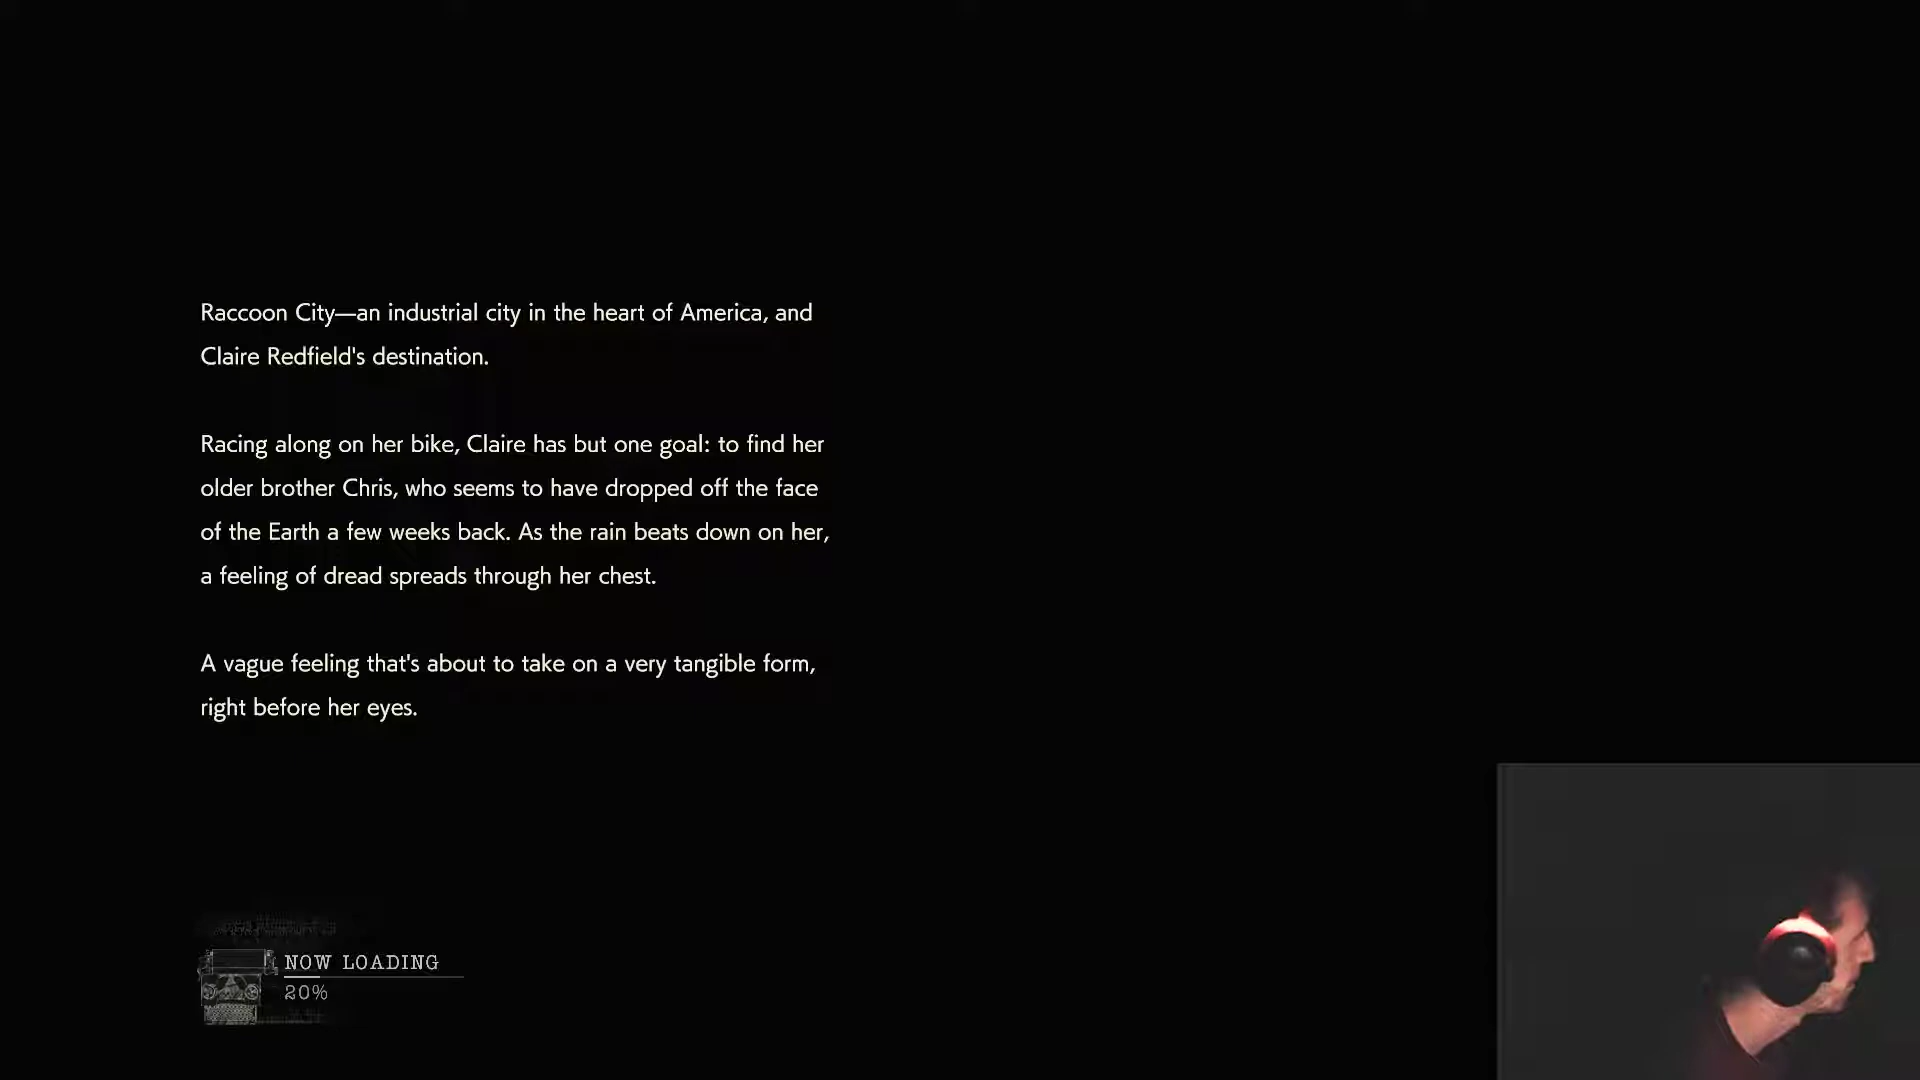 Raccoon City—an industrial city in the heart of America, and
Claire Redfield's destination.
Racing along on her bike, Claire has but one goal: to find her
older brother Chris, who seems to have dropped off the face
of the Earth a few weeks back. As the rain beats down on her,
a feeling of dread spreads through her chest.
A vague feeling that's about to take on a very tangible form,
right before her eyes.
NOW LOADING
20%